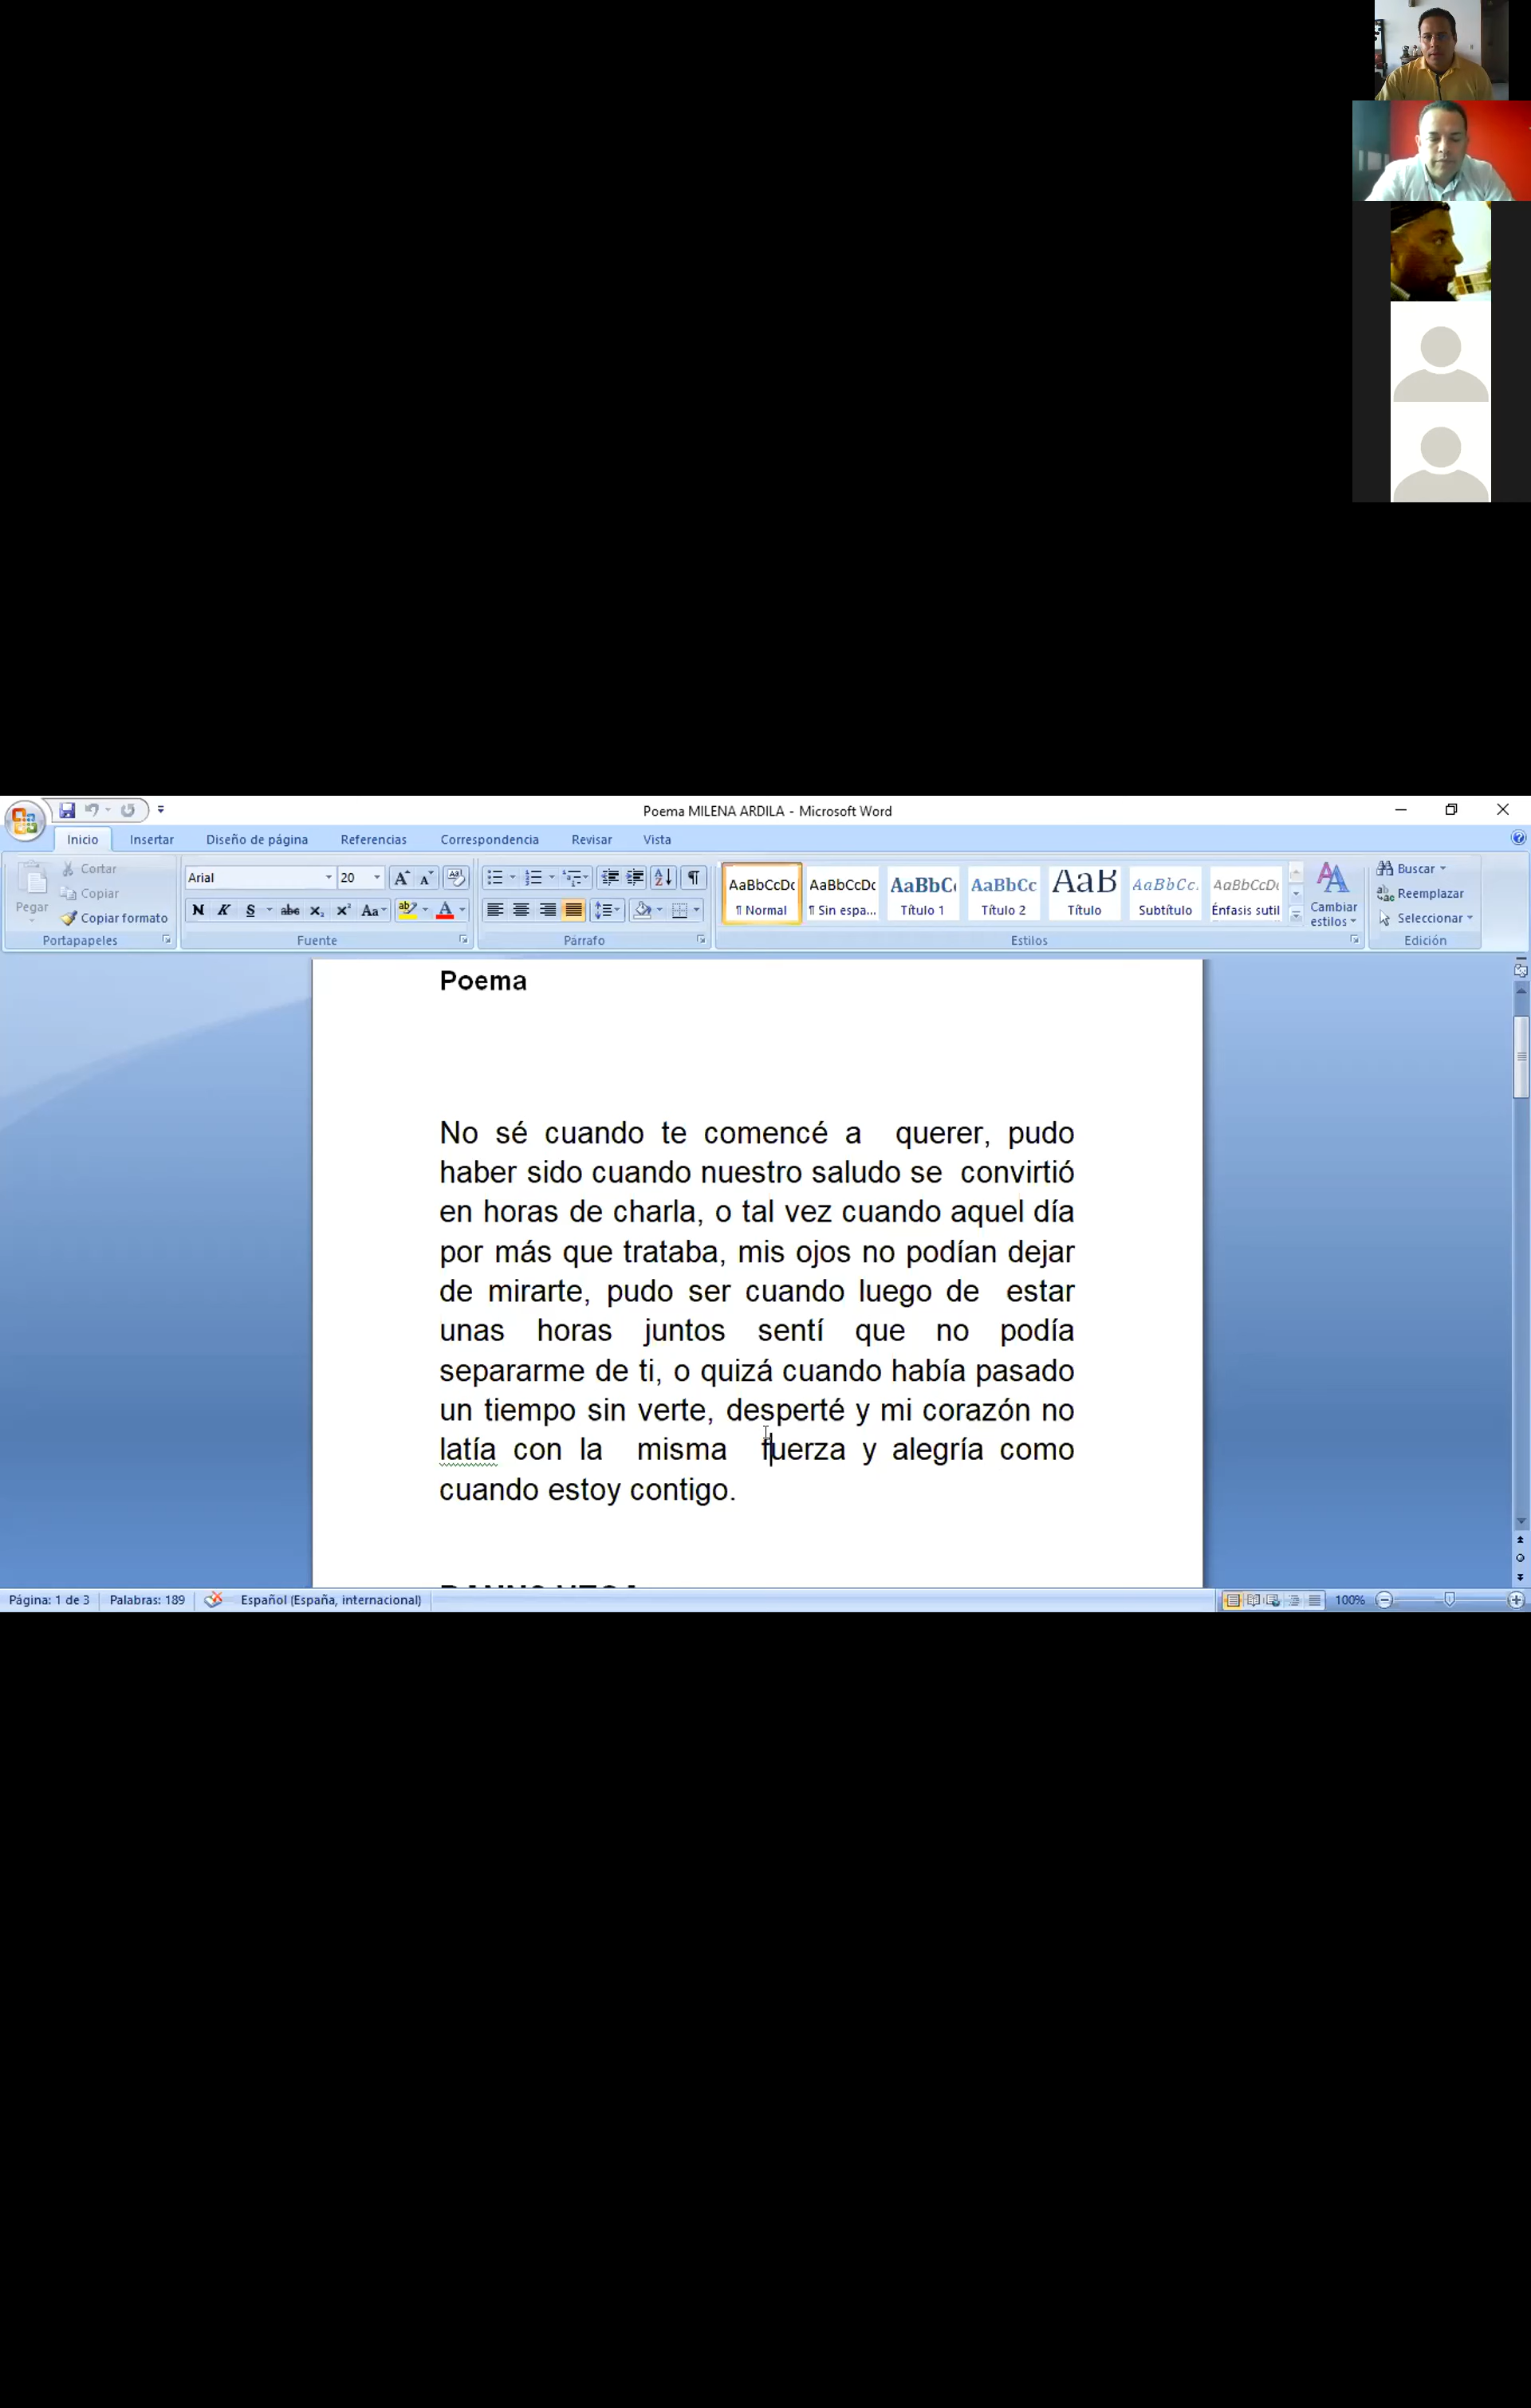 Poema MILENA ARDILA - Microsoft Word
Inicio Insertar Diseño de página Referencias Correspondencia Revisar Vista
Pegar
Cortar
Copiar
Copiar formato
Portapapeles
Arial 20
N K S abc x₂ x² Aa
Fuente
Párrafo
AaBbCcDc AaBbCcDc AaBbC AaBbCc AaB AaBbCc. AaBbCcDc
¶ Normal ¶ Sin espa... Título 1 Título 2 Título Subtítulo Énfasis sutil
Estilos
Cambiar
estilos
Buscar
Reemplazar
Seleccionar
Edición
Poema
No sé cuando te comencé a querer, pudo
haber sido cuando nuestro saludo se convirtió
en horas de charla, o tal vez cuando aquel día
por más que trataba, mis ojos no podían dejar
de mirarte, pudo ser cuando luego de estar
unas horas juntos sentí que no podía
separarme de ti, o quizá cuando había pasado
un tiempo sin verte, desperté y mi corazón no
latía con la misma fuerza y alegría como
cuando estoy contigo.
Página: 1 de 3 Palabras: 189 Español (España, internacional) 100%